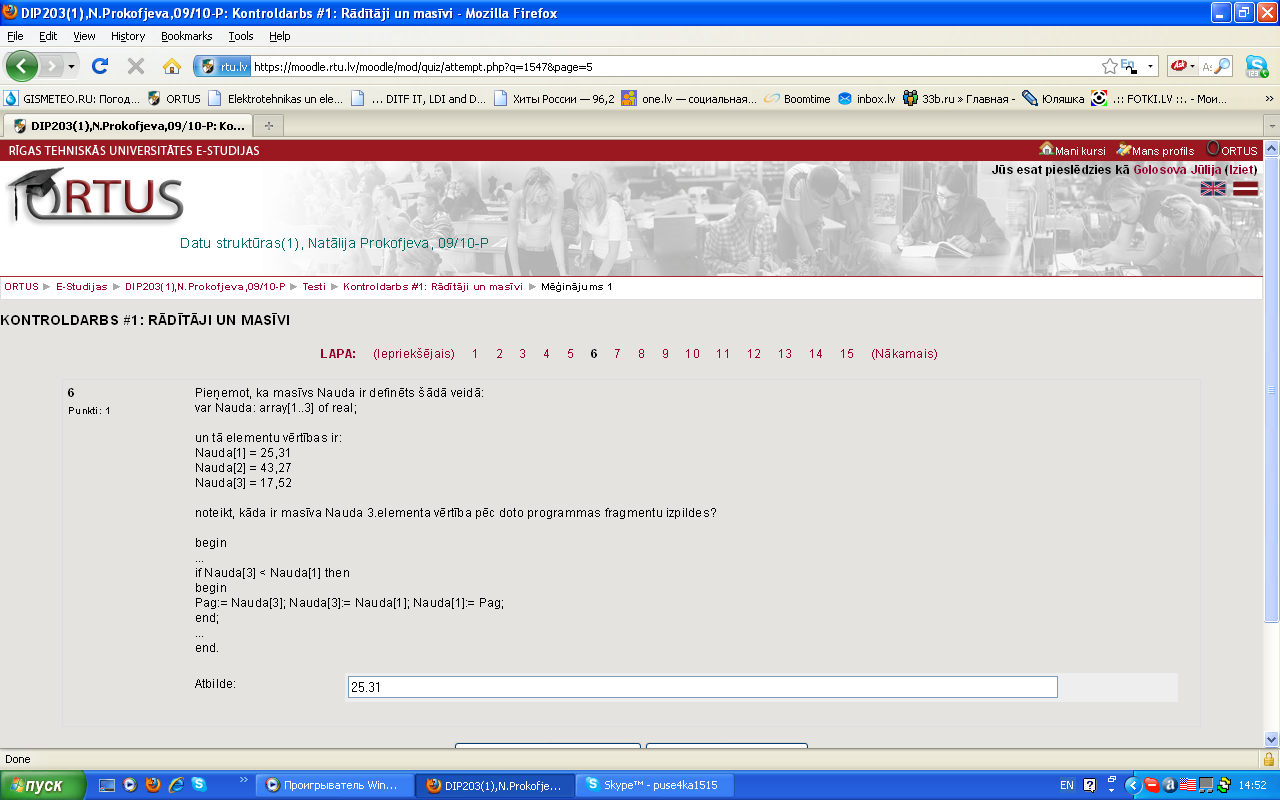 DIP203(1),N.Prokofjeva,09/10-P: Kontroldarbs #1: Rādītāji un masīvi - Mozilla Firefox
File Edit View History Bookmarks Tools Help
rtu.lv https://moodle.rtu.lv/moodle/mod/quiz/attempt.php?q=1547&page=5
GISMETEO.RU: Погод... ORTUS Elektrotehnikas un ele... ... DITF IT, LDI and D... Хиты России — 96,2 one.lv — социальная... Boomtime inbox.lv 33b.ru » Главная - Юляшка .:: FOTKI.LV ::. - Мои... »
DIP203(1),N.Prokofjeva,09/10-P: Ko...
RĪGAS TEHNISKĀS UNIVERSITĀTES E-STUDIJAS Mani kursi Mans profils ORTUS
Jūs esat pieslēdzies kā Golosova Jūlija (Iziet)
ORTUS
Datu struktūras(1), Natālija Prokofjeva, 09/10-P
ORTUS ► E-Studijas ► DIP203(1),N.Prokofjeva,09/10-P ► Testi ► Kontroldarbs #1: Rādītāji un masīvi ► Mēģinājums 1
KONTROLDARBS #1: RĀDĪTĀJI UN MASĪVI
LAPA: (Iepriekšējais) 1 2 3 4 5 6 7 8 9 10 11 12 13 14 15 (Nākamais)
6
Punkti: 1
Pieņemot, ka masīvs Nauda ir definēts šādā veidā:
var Nauda: array[1..3] of real;
un tā elementu vērtības ir:
Nauda[1] = 25,31
Nauda[2] = 43,27
Nauda[3] = 17,52
noteikt, kāda ir masīva Nauda 3.elementa vērtība pēc doto programmas fragmentu izpildes?
begin
...
if Nauda[3] < Nauda[1] then
begin
Pag:= Nauda[3]; Nauda[3]:= Nauda[1]; Nauda[1]:= Pag;
end;
...
end.
Atbilde: 25.31
Done
пуск » Проигрыватель Win... DIP203(1),N.Prokofje... Skype™ - puse4ka1515 EN 14:52